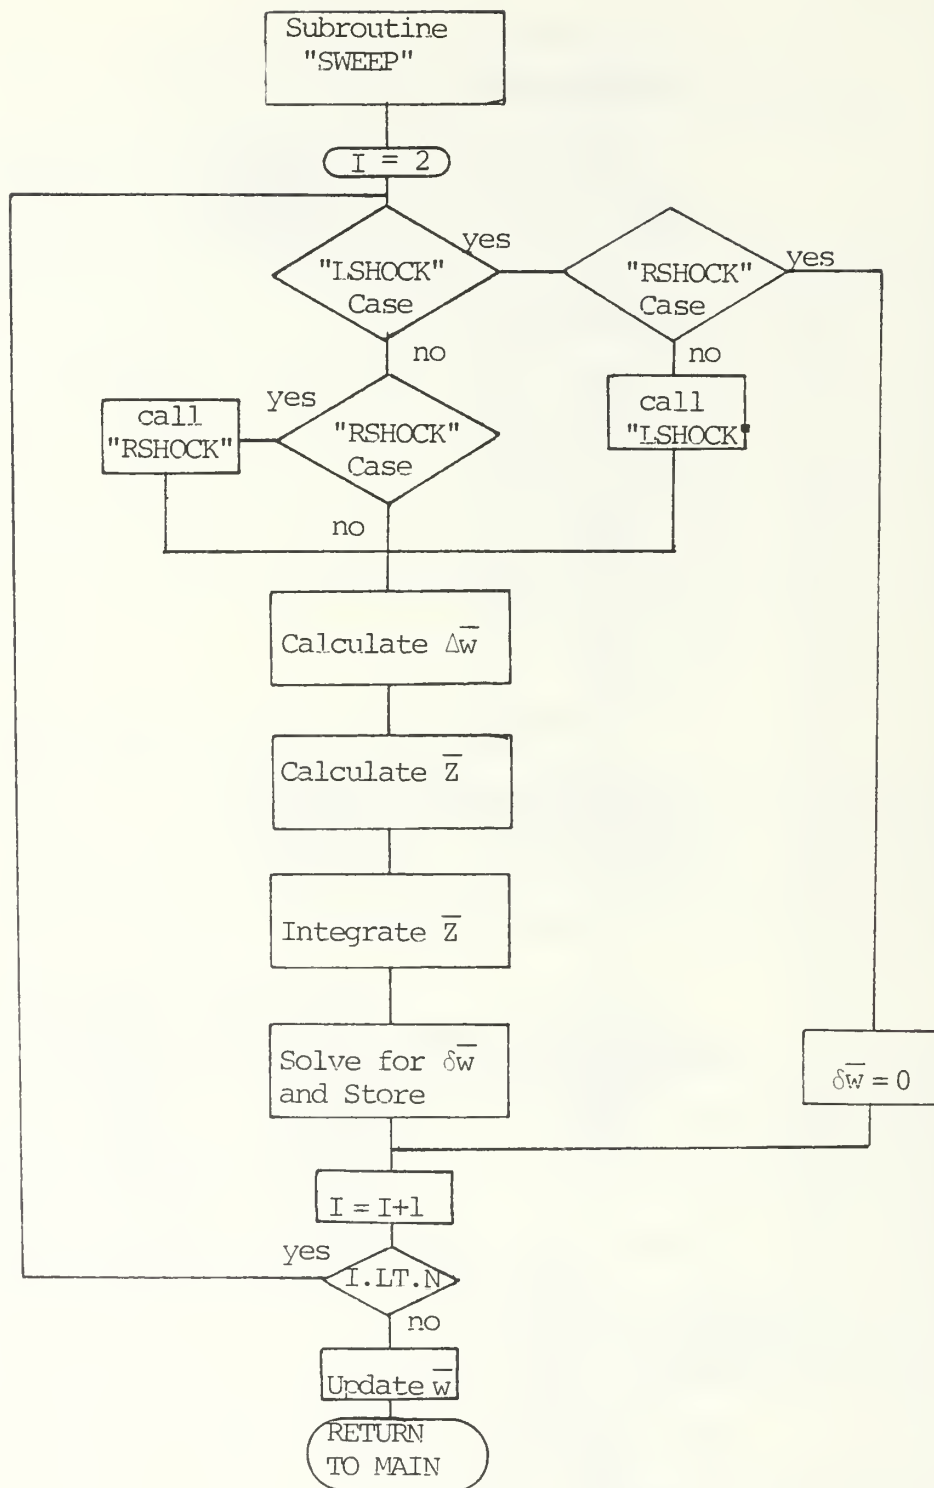 Subroutine
"SWEEP"
I = 2
"LSHOCK"
Case
yes
no
"RSHOCK"
Case
yes
no
call
"LSHOCK"
"RSHOCK"
Case
yes
no
call
"RSHOCK"
Calculate Δw̅
Calculate Z̅
Integrate Z̅
Solve for δw̅
and Store
δw̅ = 0
I = I+1
I.LT.N
yes
no
Update w̅
RETURN
TO MAIN